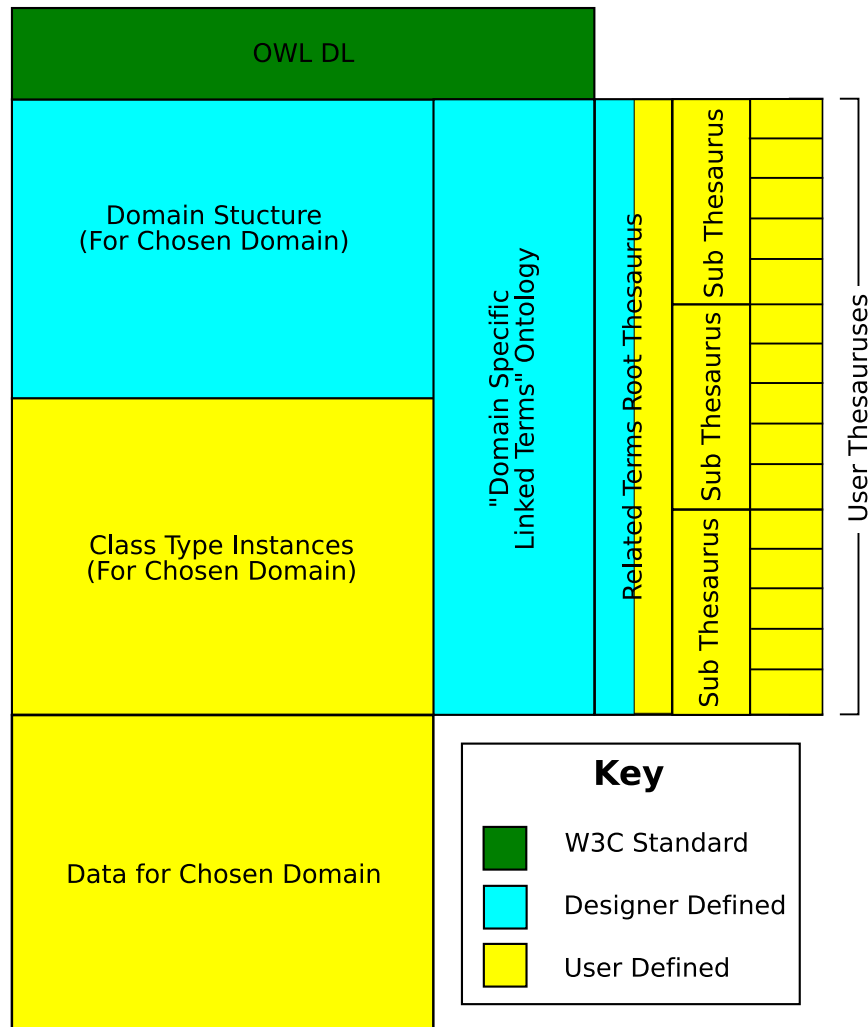 OWL DL
Domain Stucture
(For Chosen Domain)
"Domain Specific
Linked Terms" Ontology
Related Terms Root Thesaurus
Sub Thesaurus
Sub Thesaurus
Sub Thesaurus
User Thesauruses
Class Type Instances
(For Chosen Domain)
Data for Chosen Domain
Key
W3C Standard
Designer Defined
User Defined